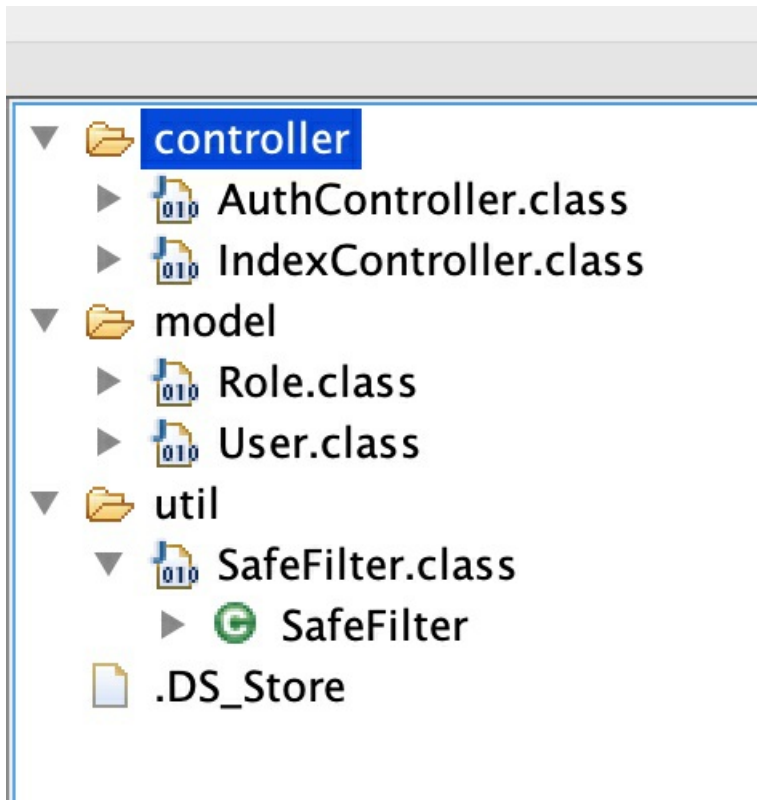 controller
AuthController.class
IndexController.class
model
Role.class
User.class
util
SafeFilter.class
SafeFilter
.DS_Store